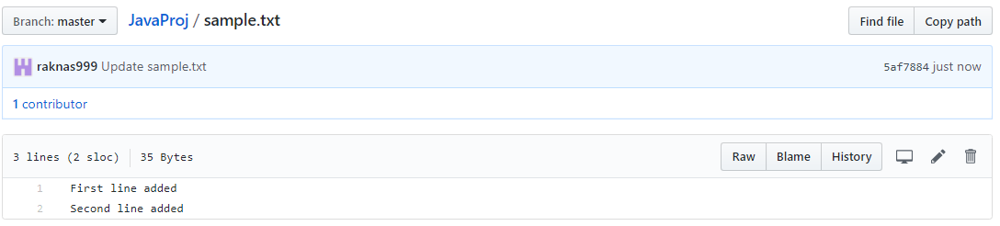 Branch: master JavaProj / sample.txt Find file Copy path
raknas999 Update sample.txt 5af7884 just now
1 contributor
3 lines (2 sloc) 35 Bytes Raw Blame History
1 First line added
2 Second line added